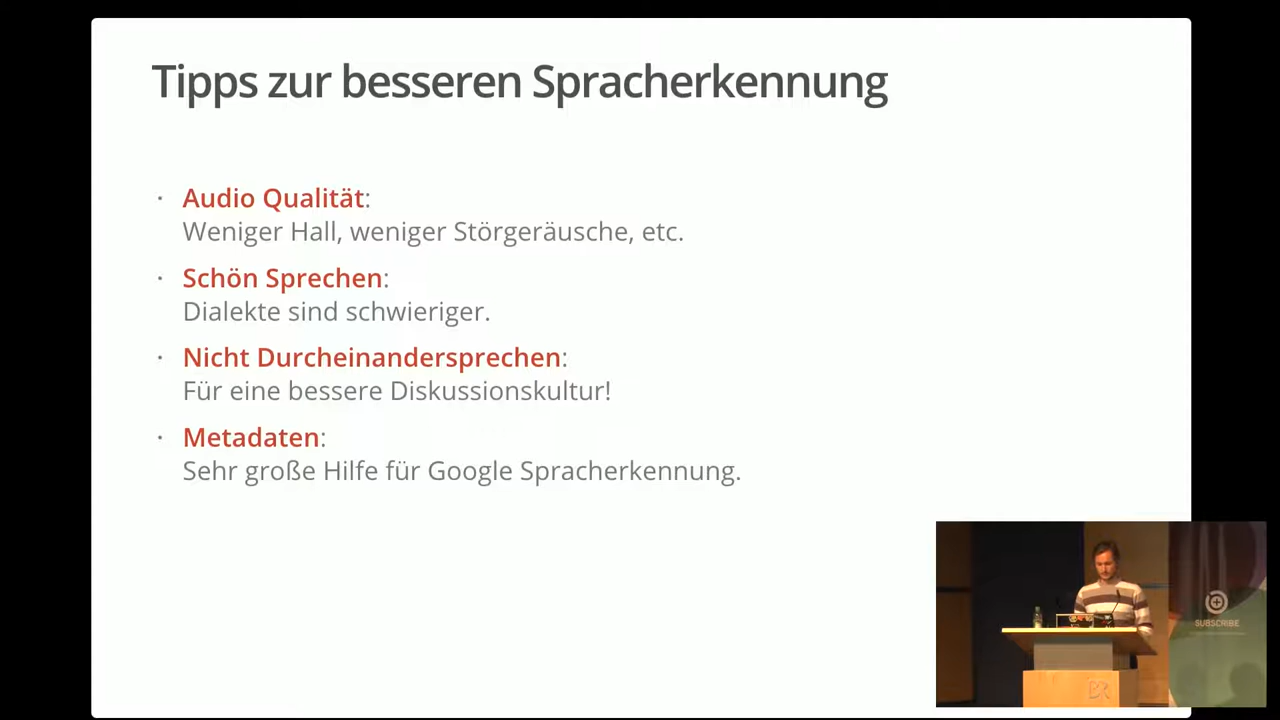 Tipps zur besseren Spracherkennung
· Audio Qualität:
Weniger Hall, weniger Störgeräusche, etc.
· Schön Sprechen:
Dialekte sind schwieriger.
· Nicht Durcheinandersprechen:
Für eine bessere Diskussionskultur!
· Metadaten:
Sehr große Hilfe für Google Spracherkennung.
SUBSCRIBE
BR